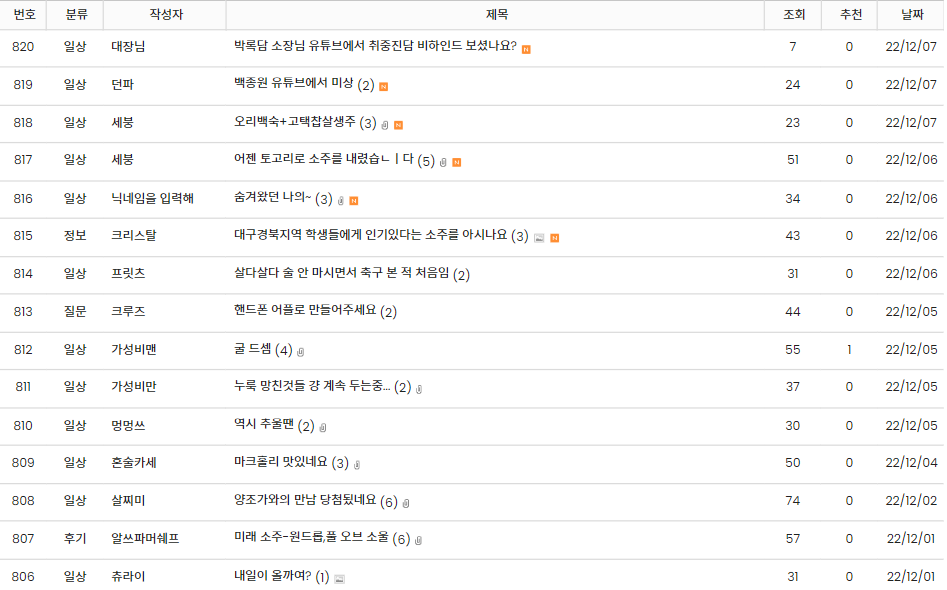 번호 분류 작성자 제목 조회 추천 날짜
820 일상 대장님 박록담 소장님 유튜브에서 취중진담 비하인드 보셨나요? N 7 0 22/12/07
819 일상 던파 백종원 유튜브에서 미상 (2) N 24 0 22/12/07
818 일상 세붕 오리백숙+고택찹살생주 (3) N 23 0 22/12/07
817 일상 세붕 어젠 토고리로 소주를 내렸습ㄴㅣ다 (5) N 51 0 22/12/06
816 일상 닉네임을 입력해 숨겨왔던 나의~ (3) N 34 0 22/12/06
815 정보 크리스탈 대구경북지역 학생들에게 인기있다는 소주를 아시나요 (3) N 43 0 22/12/06
814 일상 프릿츠 살다살다 술 안 마시면서 축구 본 적 처음임 (2) 31 0 22/12/06
813 질문 크루즈 핸드폰 어플로 만들어주세요 (2) 44 0 22/12/05
812 일상 가성비맨 굴 드셈 (4) 55 1 22/12/05
811 일상 가성비만 누룩 망친것들 걍 계속 두는중... (2) 37 0 22/12/05
810 일상 멍멍쓰 역시 추울땐 (2) 30 0 22/12/05
809 일상 혼술카세 마크홀리 맛있네요 (3) 50 0 22/12/04
808 일상 살찌미 양조가와의 만남 당첨됬네요 (6) 74 0 22/12/02
807 후기 알쓰파머쉐프 미래 소주-원드롭,풀 오브 소울 (6) 57 0 22/12/01
806 일상 츄라이 내일이 올까여? (1) 31 0 22/12/01